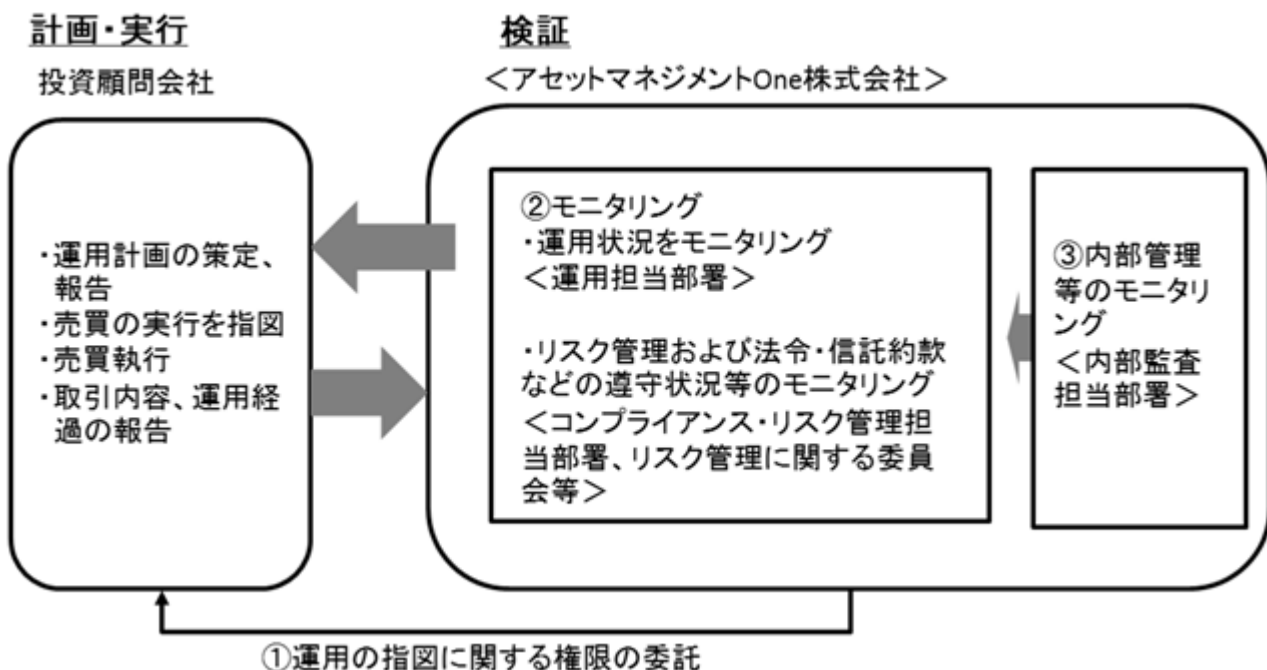 計画・実行
投資顧問会社
・運用計画の策定、
報告
・売買の実行を指図
・売買執行
・取引内容、運用経
過の報告
検証
＜アセットマネジメントOne株式会社＞
②モニタリング
・運用状況をモニタリング
＜運用担当部署＞
・リスク管理および法令・信託約款
などの遵守状況等のモニタリング
＜コンプライアンス・リスク管理担
当部署、リスク管理に関する委員
会等＞
③内部管理
等のモニタリ
ング
＜内部監査
担当部署＞
①運用の指図に関する権限の委託